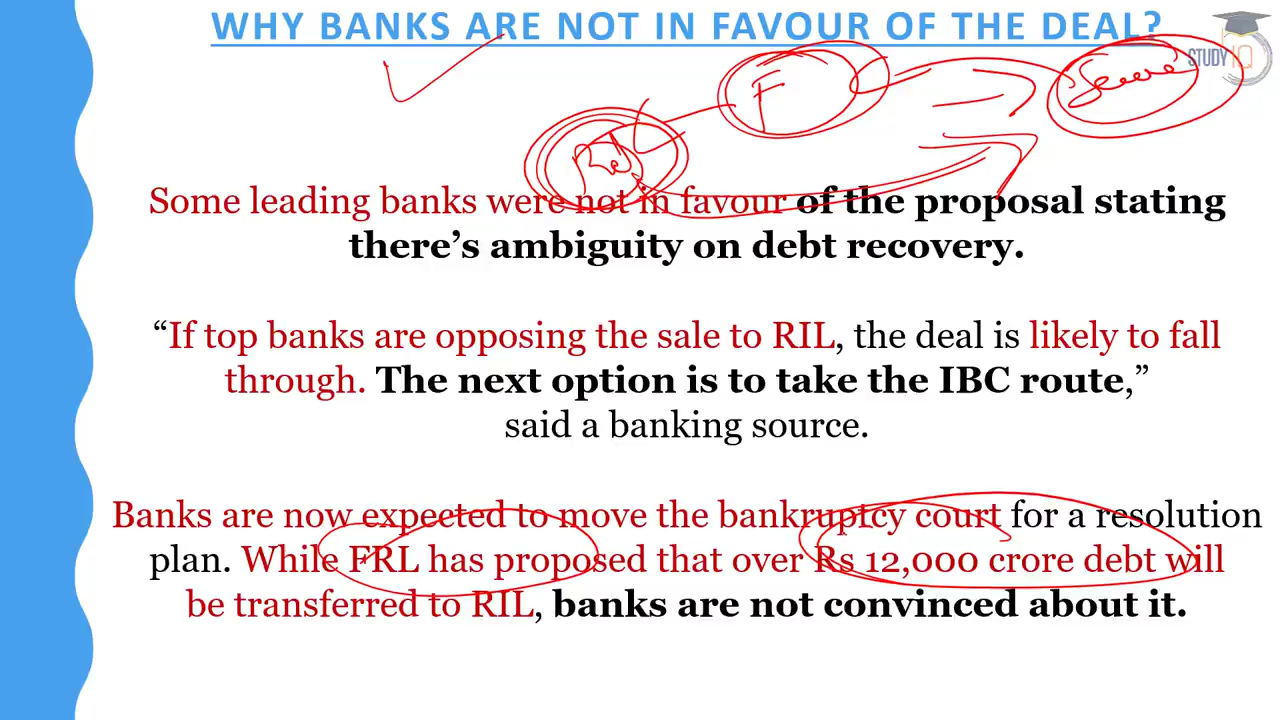 WHY BANKS ARE NOT IN FAVOUR OF THE DEAL?
STUDY IQ
F
Some leading banks were not in favour of the proposal stating
there’s ambiguity on debt recovery.
“If top banks are opposing the sale to RIL, the deal is likely to fall
through. The next option is to take the IBC route,”
said a banking source.
Banks are now expected to move the bankruptcy court for a resolution
plan. While FRL has proposed that over Rs 12,000 crore debt will
be transferred to RIL, banks are not convinced about it.